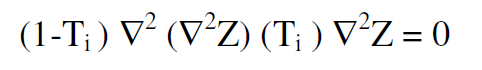 (1-Tᵢ) ∇² (∇²Z) (Tᵢ) ∇²Z = 0